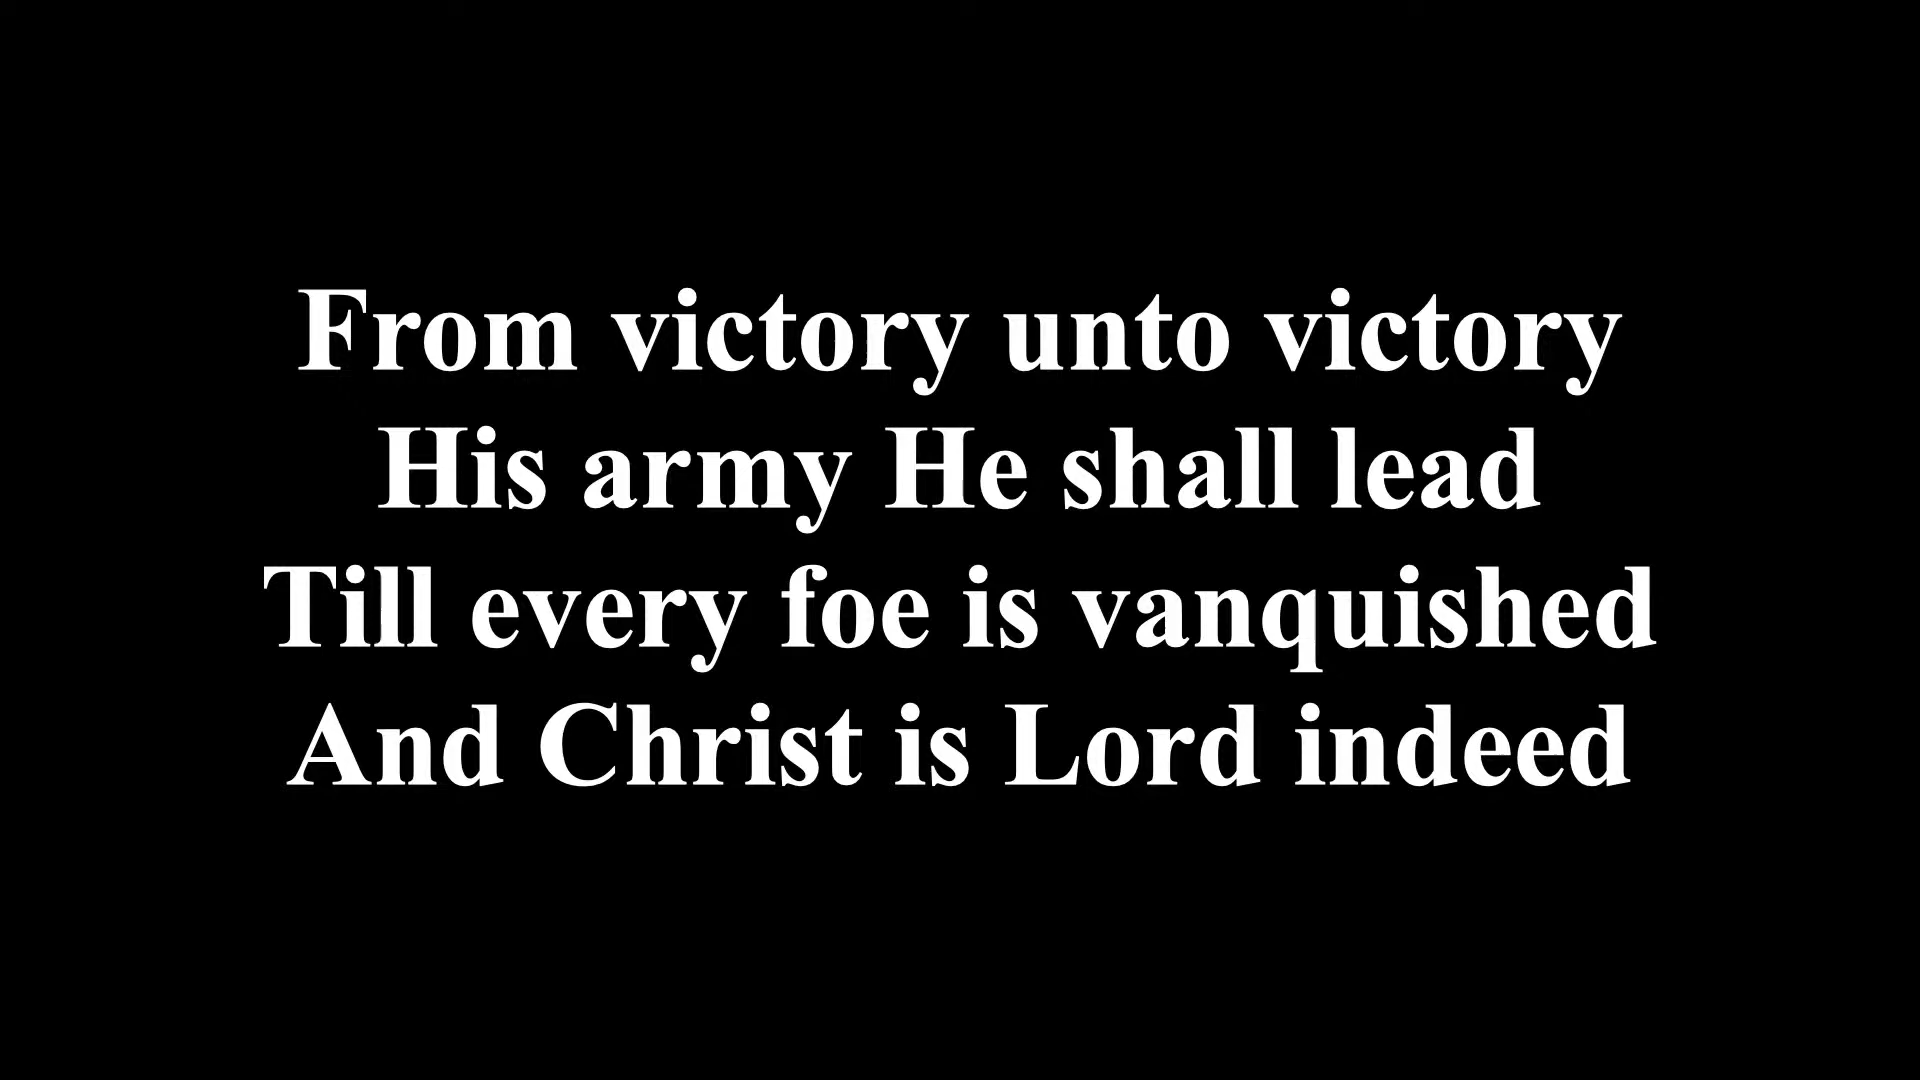 From victory unto victory
His army He shall lead
Till every foe is vanquished
And Christ is Lord indeed